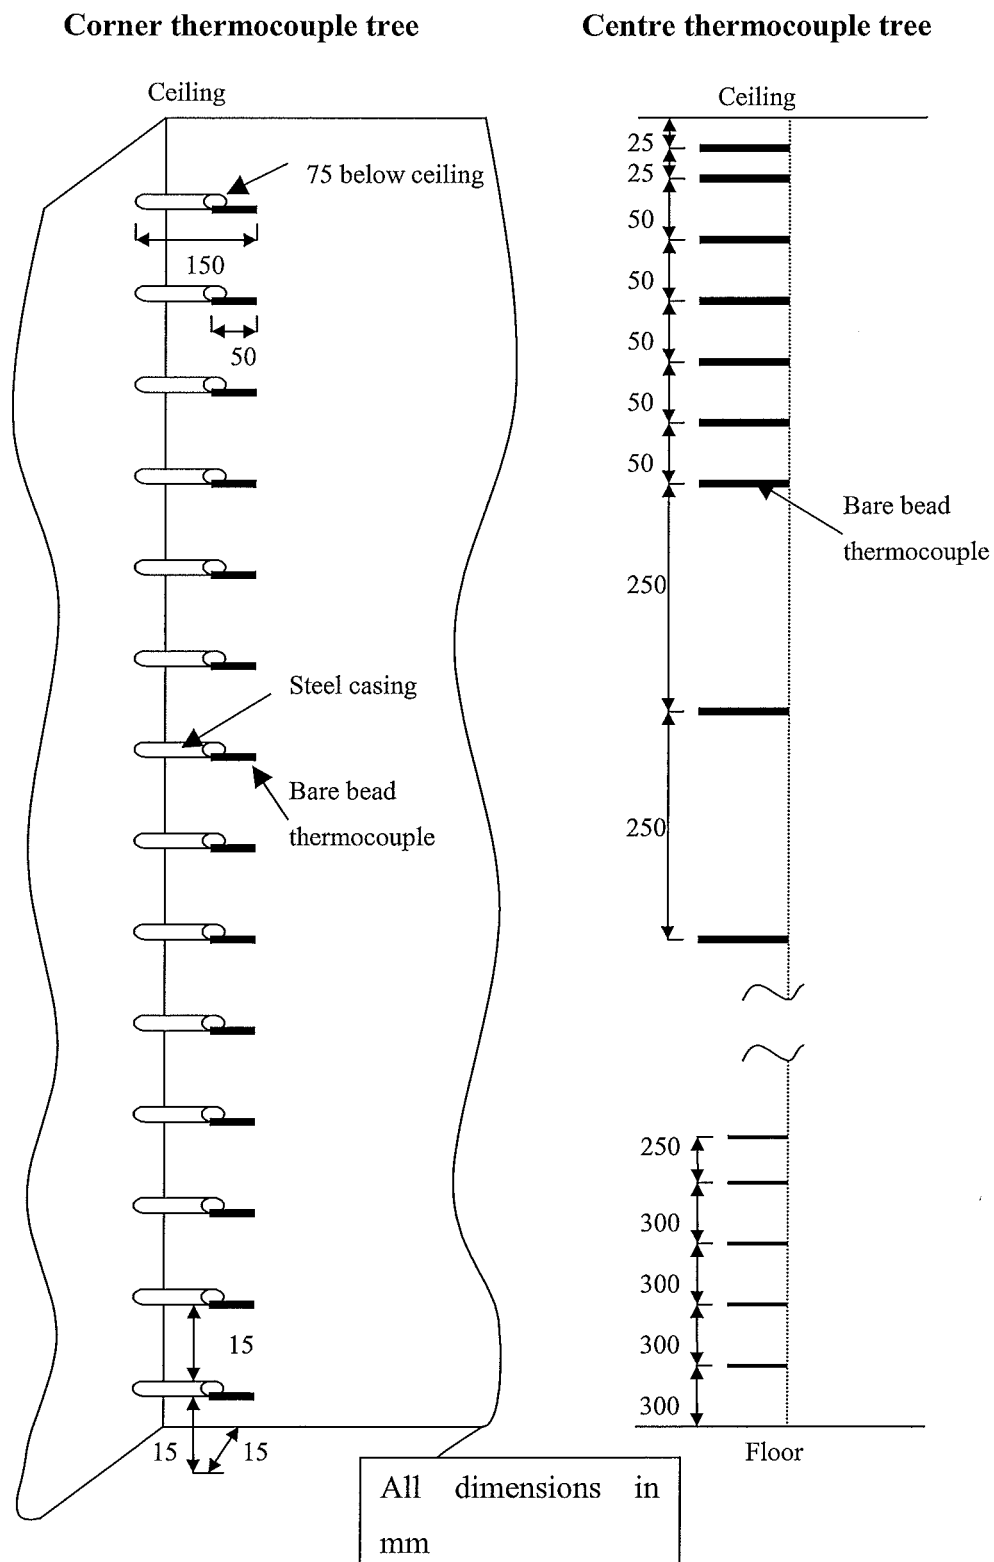 Corner thermocouple tree
Centre thermocouple tree
Ceiling
75 below ceiling
150
50
Steel casing
Bare bead
thermocouple
15
15
15
Ceiling
25
25
50
50
50
50
50
Bare bead
thermocouple
250
250
250
300
300
300
300
Floor
All dimensions in
mm